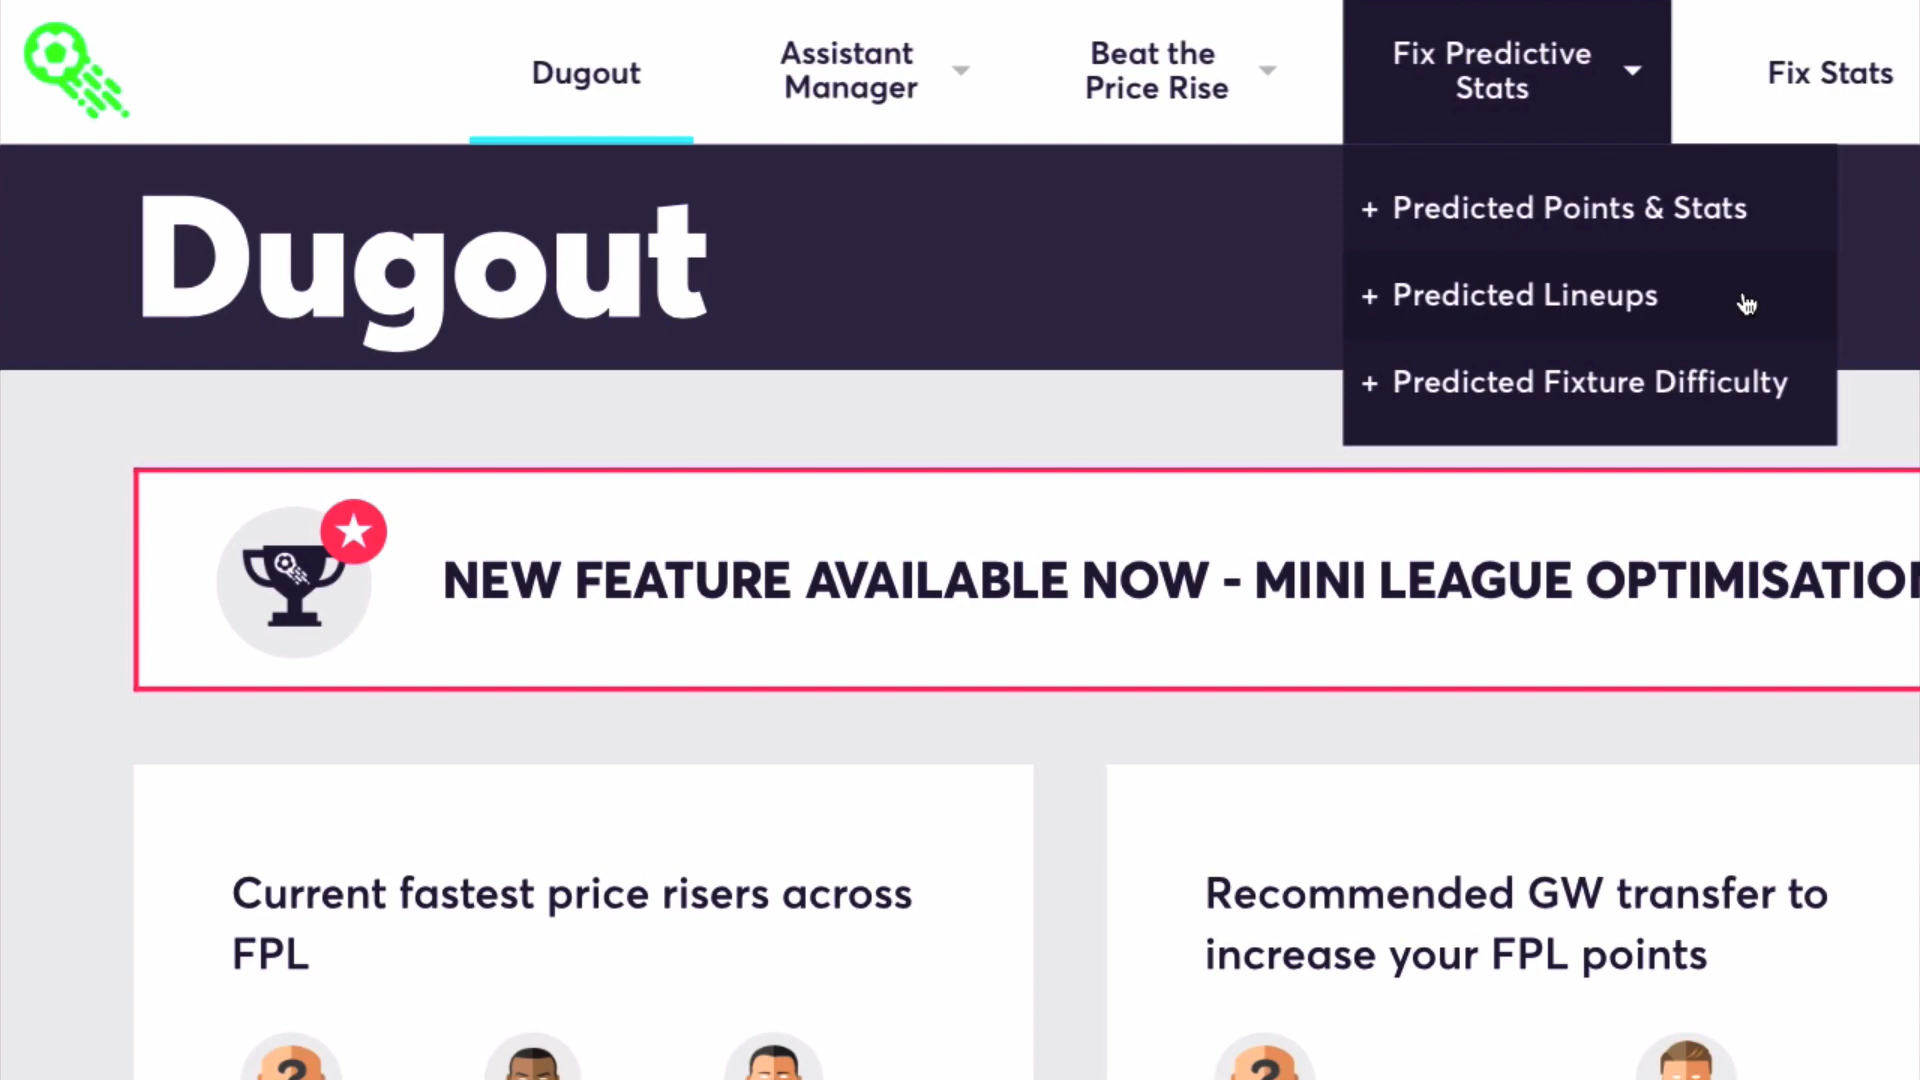 Dugout
Assistant
Manager
Beat the
Price Rise
Fix Predictive
Stats
Fix Stats
Dugout
+ Predicted Points & Stats
+ Predicted Lineups
+ Predicted Fixture Difficulty
NEW FEATURE AVAILABLE NOW - MINI LEAGUE OPTIMISATION
Current fastest price risers across
FPL
Recommended GW transfer to
increase your FPL points
?
?